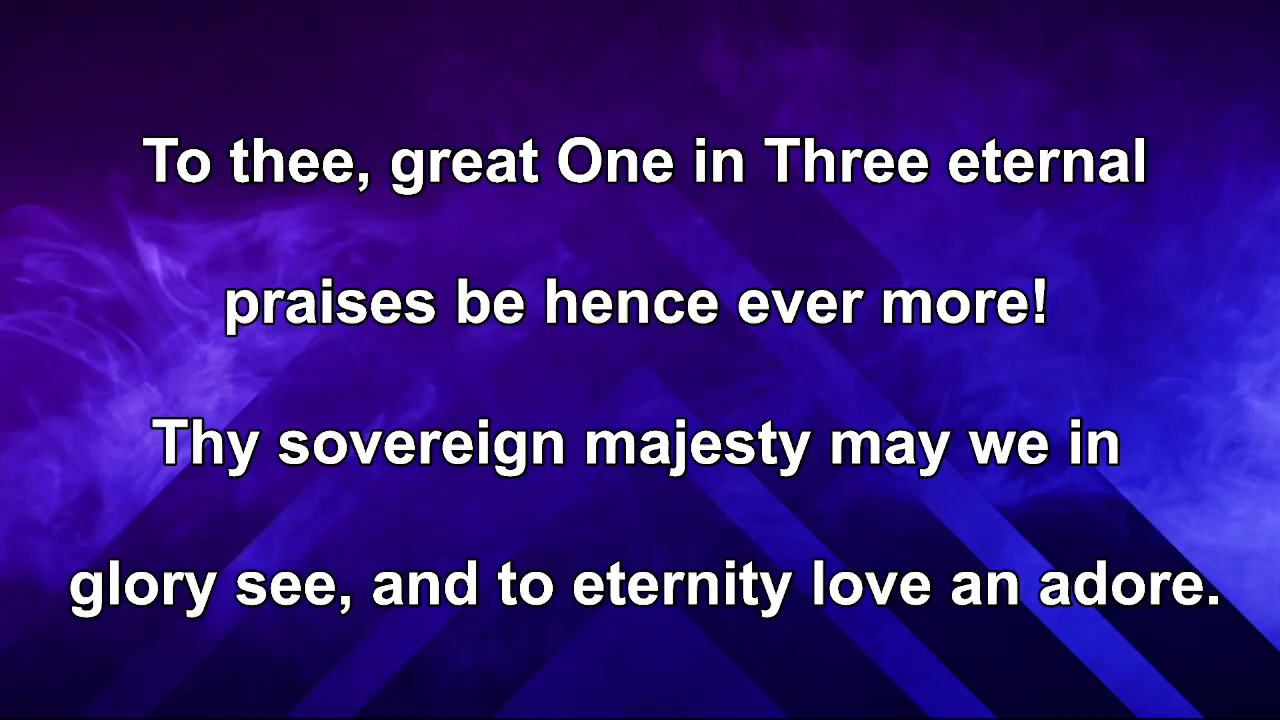 To thee, great One in Three eternal
praises be hence ever more!
Thy sovereign majesty may we in
glory see, and to eternity love an adore.